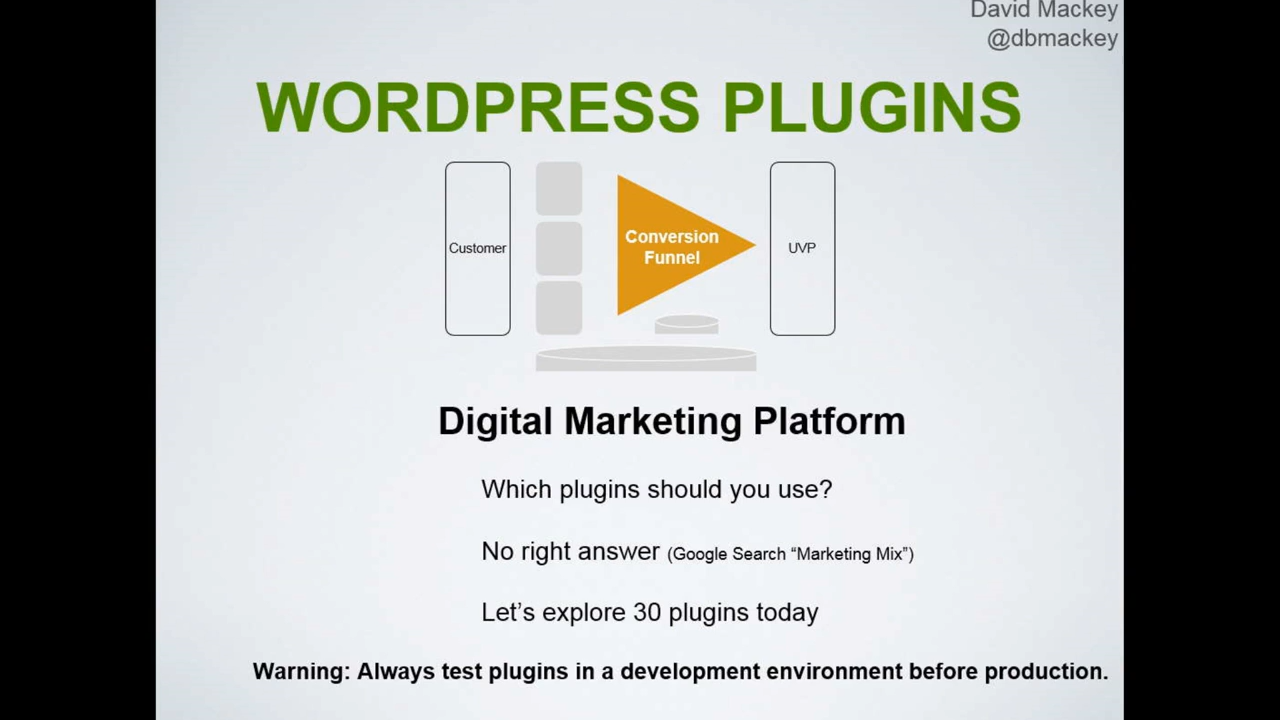 David Mackey
@dbmackey
WORDPRESS PLUGINS
Customer
Conversion
Funnel
UVP
Digital Marketing Platform
Which plugins should you use?
No right answer (Google Search “Marketing Mix”)
Let’s explore 30 plugins today
Warning: Always test plugins in a development environment before production.